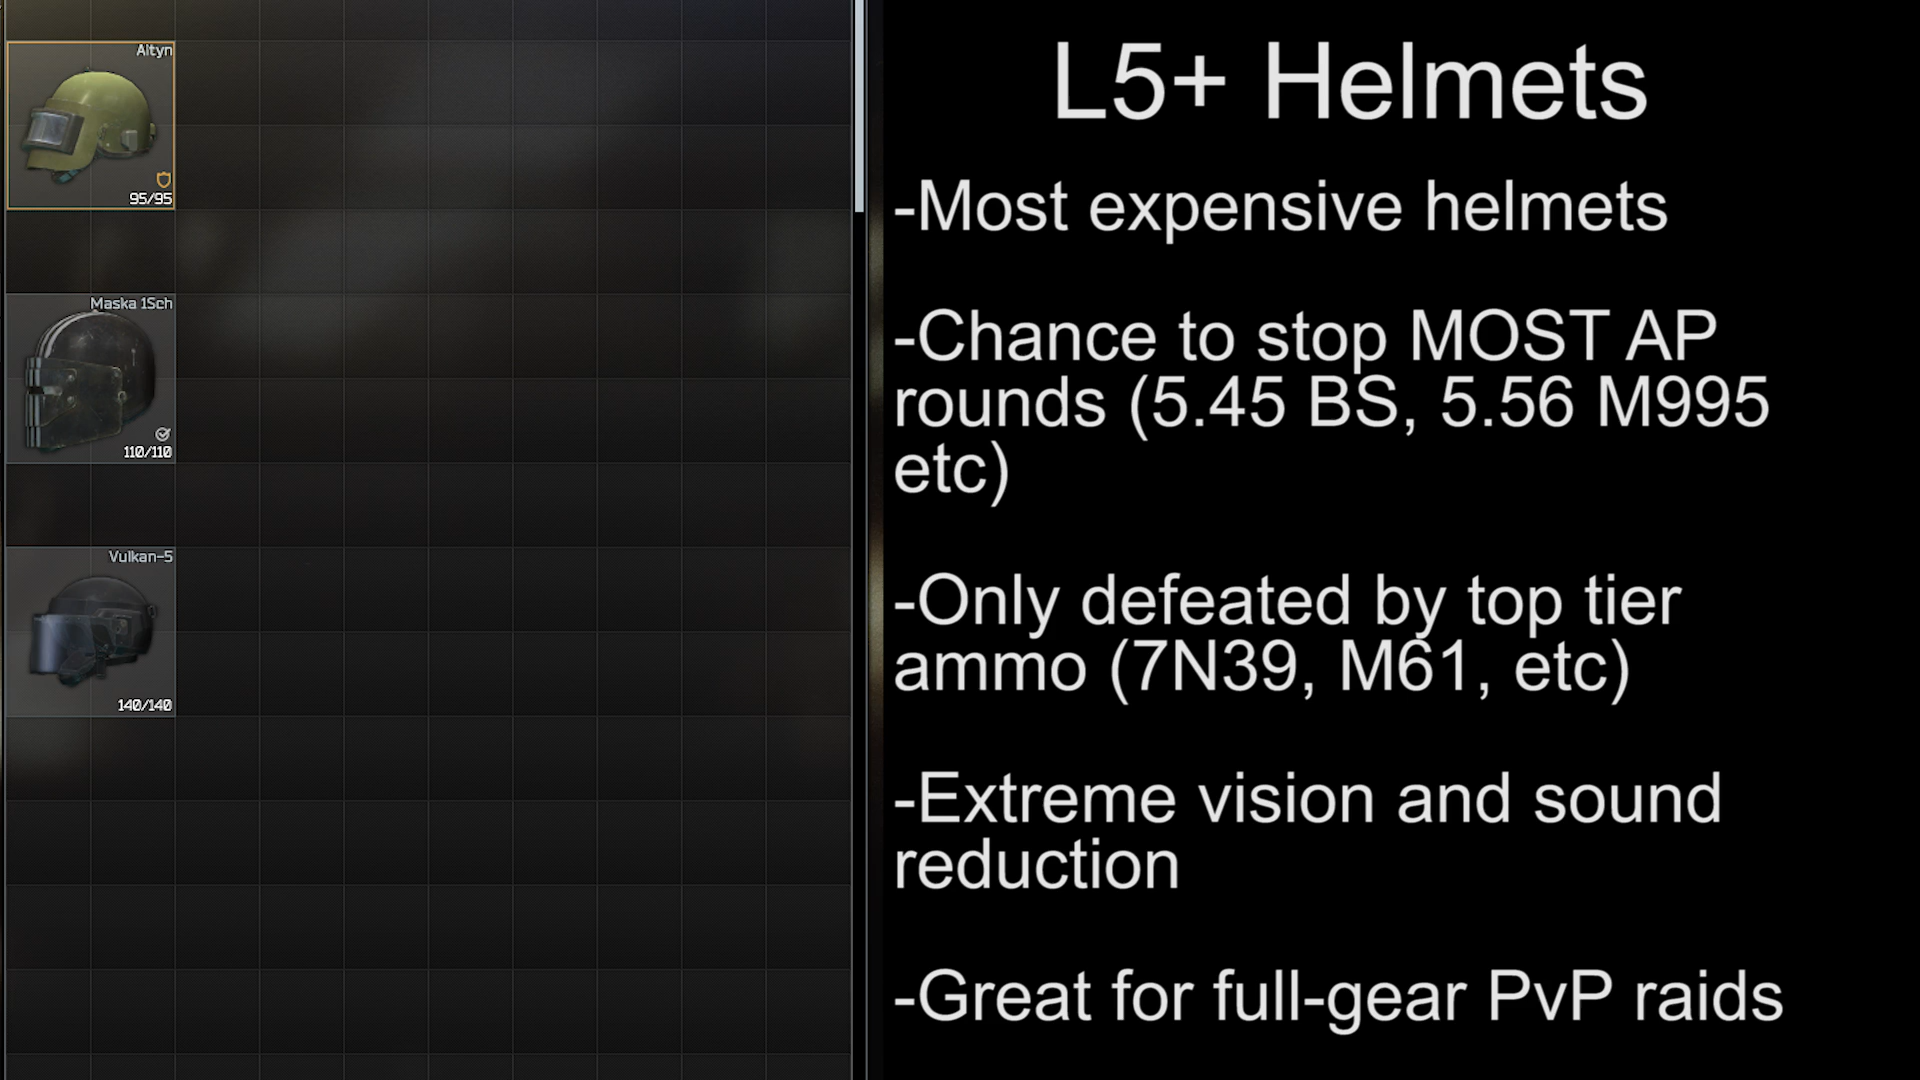 Altyn
95/95
Maska 1Sch
110/110
Vulkan-5
140/140
L5+ Helmets
-Most expensive helmets
-Chance to stop MOST AP
rounds (5.45 BS, 5.56 M995
etc)
-Only defeated by top tier
ammo (7N39, M61, etc)
-Extreme vision and sound
reduction
-Great for full-gear PvP raids